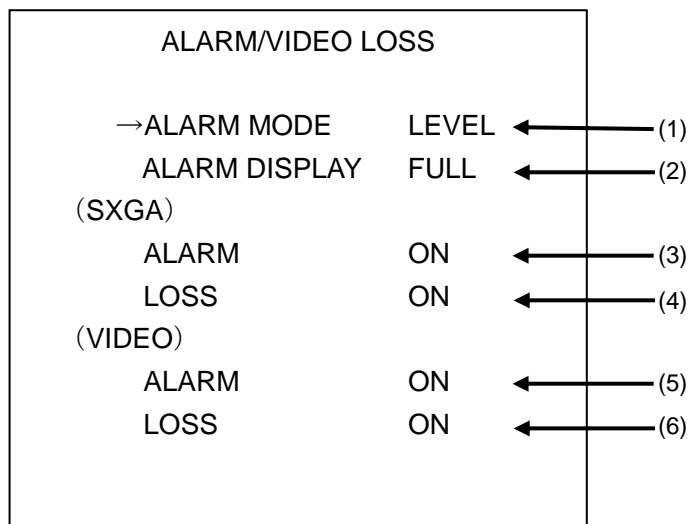 ALARM/VIDEO LOSS
→ALARM MODE LEVEL (1)
ALARM DISPLAY FULL (2)
（SXGA）
ALARM ON (3)
LOSS ON (4)
（VIDEO）
ALARM ON (5)
LOSS ON (6)